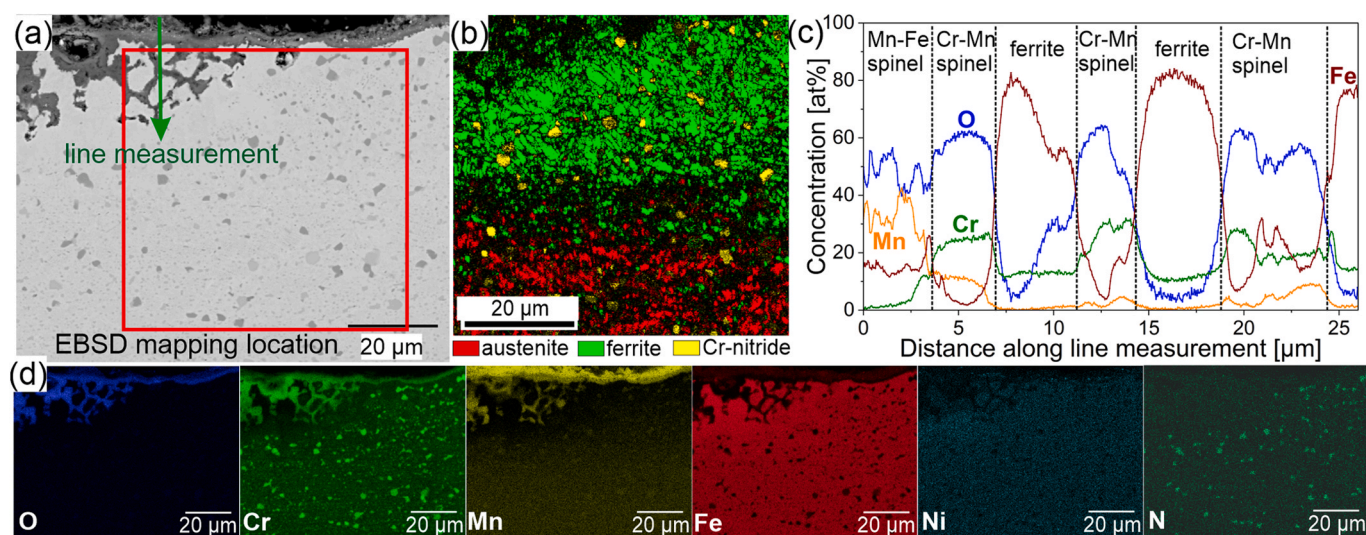 (a)
line measurement
EBSD mapping location
20 µm
(b)
20 µm
austenite ferrite Cr-nitride
(c)
Mn-Fe spinel
Cr-Mn spinel
ferrite
Cr-Mn spinel
ferrite
Cr-Mn spinel
Fe
O
Mn
Cr
Concentration [at%]
100
80
60
40
20
0
0 5 10 15 20 25
Distance along line measurement [µm]
(d)
O 20 µm
Cr 20 µm
Mn 20 µm
Fe 20 µm
Ni 20 µm
N 20 µm